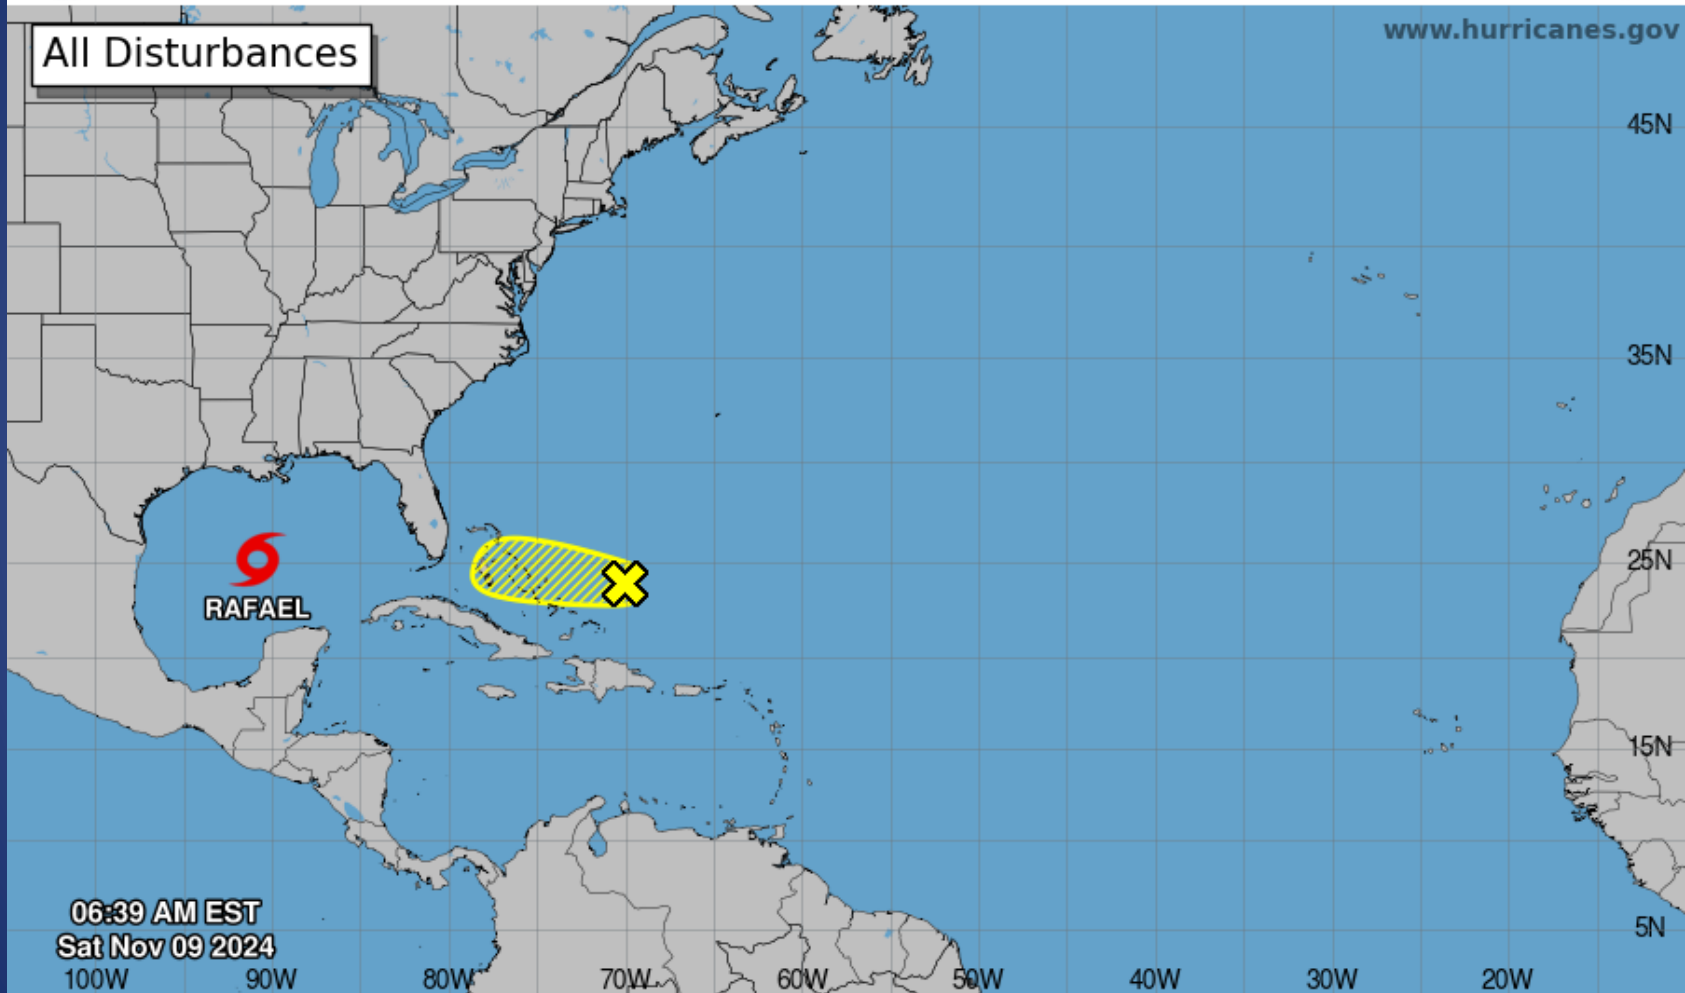 All Disturbances
www.hurricanes.gov
45N
35N
25N
RAFAEL
15N
06:39 AM EST
5N
Sat Nov 09 2024
100W 90W 80W 70W 60W 50W 40W 30W 20W